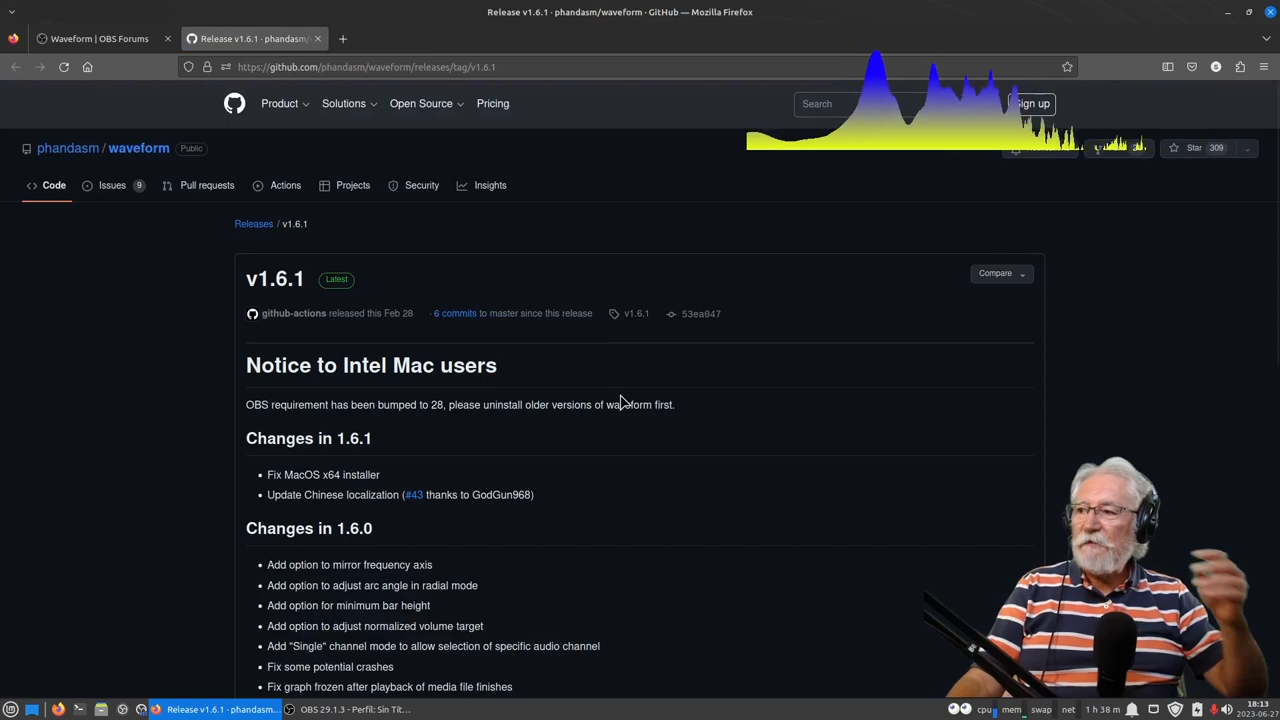 Release v1.6.1 · phandasm/waveform · GitHub — Mozilla Firefox
Waveform | OBS Forums
Release v1.6.1 · phandasm/
https://github.com/phandasm/waveform/releases/tag/v1.6.1
Product Solutions Open Source Pricing
Search
Sign up
phandasm / waveform Public
Star 309
Code Issues 9 Pull requests Actions Projects Security Insights
Releases / v1.6.1
v1.6.1 Latest
Compare
github-actions released this Feb 28 · 6 commits to master since this release v1.6.1 53ea047
Notice to Intel Mac users
OBS requirement has been bumped to 28, please uninstall older versions of waveform first.
Changes in 1.6.1
• Fix MacOS x64 installer
• Update Chinese localization (#43 thanks to GodGun968)
Changes in 1.6.0
• Add option to mirror frequency axis
• Add option to adjust arc angle in radial mode
• Add option for minimum bar height
• Add option to adjust normalized volume target
• Add "Single" channel mode to allow selection of specific audio channel
• Fix some potential crashes
• Fix graph frozen after playback of media file finishes
Release v1.6.1 · phandasm... OBS 29.1.3 - Perfil: Sin Tít...
cpu mem swap net 1 h 38 m
18:13
2023-06-27